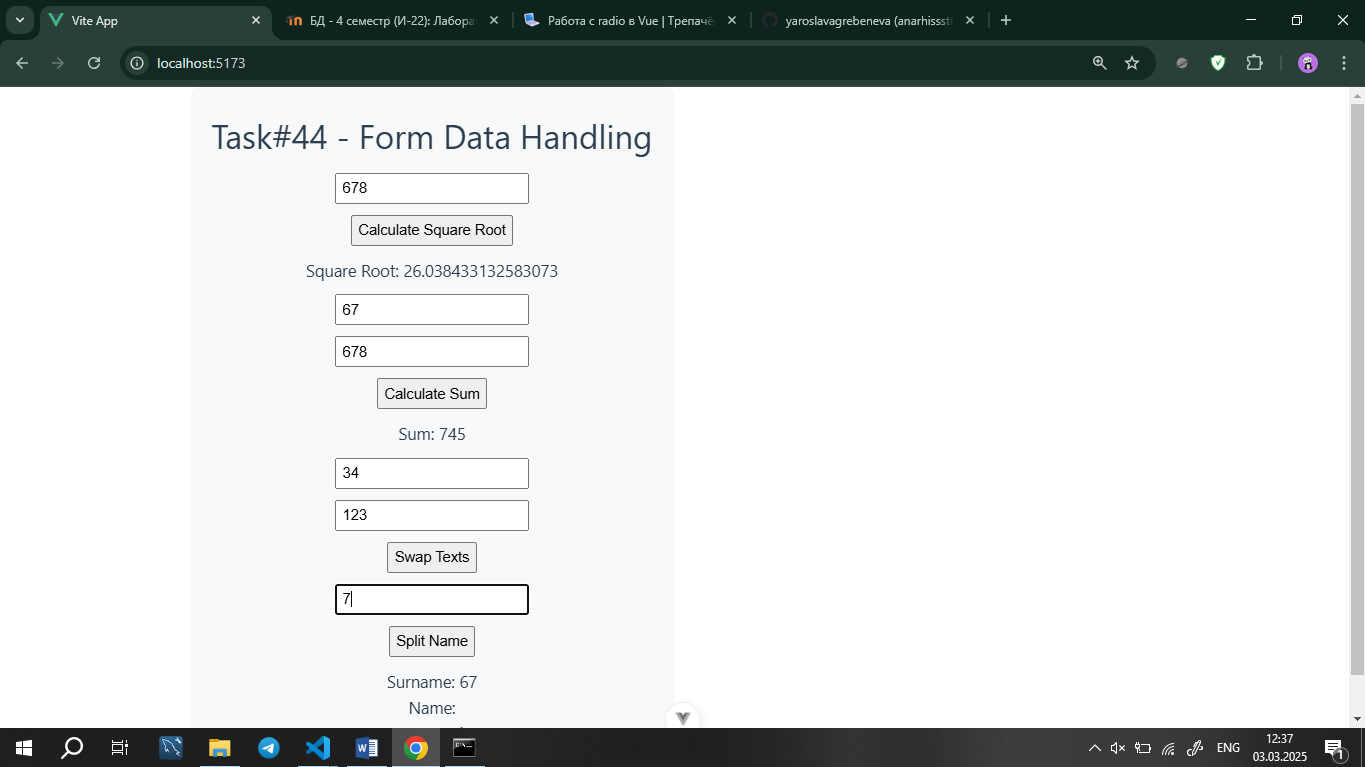 Vite App
БД - 4 семестр (И-22): Лабора
Работа с radio в Vue | Трепачё
yaroslavagrebeneva (anarhissst
localhost:5173
Task#44 - Form Data Handling
678
Calculate Square Root
Square Root: 26.038433132583073
67
678
Calculate Sum
Sum: 745
34
123
Swap Texts
7
Split Name
Surname: 67
Name:
ENG
12:37
03.03.2025
1